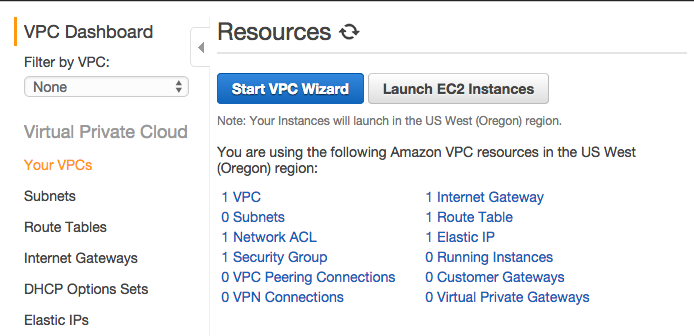 VPC Dashboard
Filter by VPC:
None
Virtual Private Cloud
Your VPCs
Subnets
Route Tables
Internet Gateways
DHCP Options Sets
Elastic IPs
Resources
Start VPC Wizard
Launch EC2 Instances
Note: Your Instances will launch in the US West (Oregon) region.
You are using the following Amazon VPC resources in the US West
(Oregon) region:
1 VPC
0 Subnets
1 Network ACL
1 Security Group
0 VPC Peering Connections
0 VPN Connections
1 Internet Gateway
1 Route Table
1 Elastic IP
0 Running Instances
0 Customer Gateways
0 Virtual Private Gateways